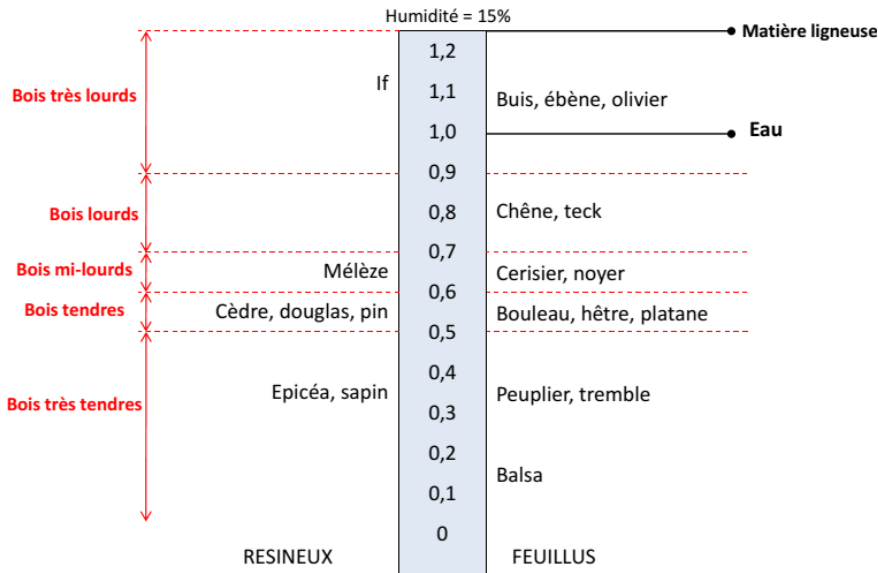 Humidité = 15%
Matière ligneuse
1,2
If
1,1
Bois très lourds
Buis, ébène, olivier
1,0
Eau
0,9
Bois lourds
0,8
Chêne, teck
0,7
Bois mi-lourds
Mélèze
Cerisier, noyer
0,6
Bois tendres
Cèdre, douglas, pin
Bouleau, hêtre, platane
0,5
0,4
Bois très tendres
Epicéa, sapin
Peuplier, tremble
0,3
0,2
Balsa
0,1
0
RESINEUX
FEUILLUS